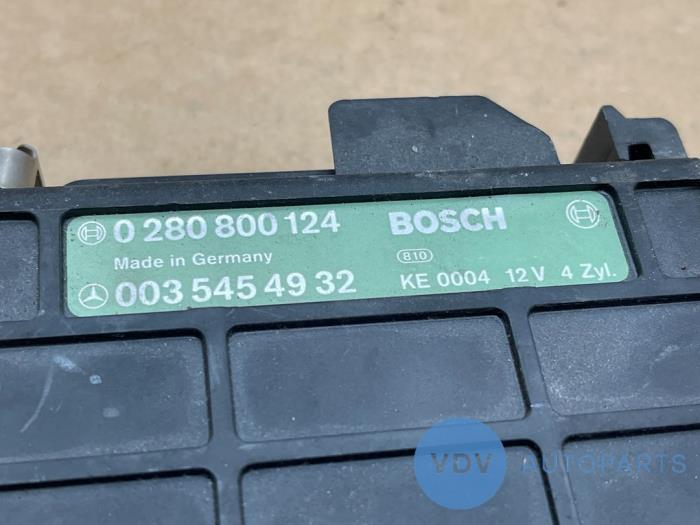 0 280 800 124 BOSCH
Made in Germany 810
003 545 49 32 KE 0004 12 V 4 Zyl.
VDV AUTOPARTS